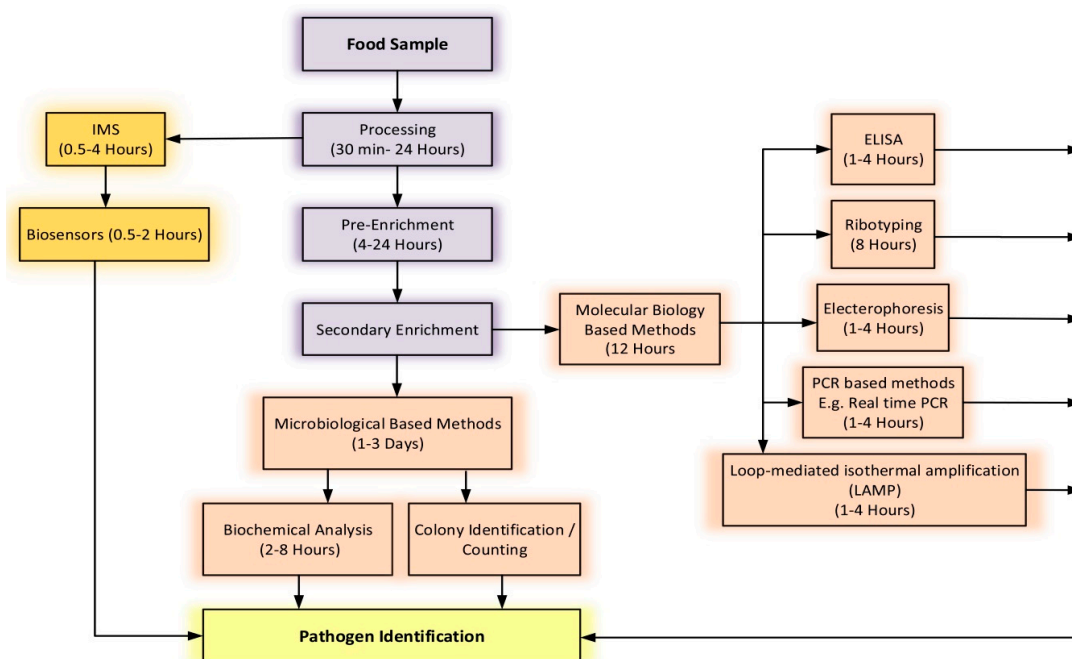 Food Sample
IMS
(0.5-4 Hours)
Processing
(30 min- 24 Hours)
ELISA
(1-4 Hours)
Biosensors (0.5-2 Hours)
Pre-Enrichment
(4-24 Hours)
Ribotyping
(8 Hours)
Secondary Enrichment
Molecular Biology
Based Methods
(12 Hours
Electerophoresis
(1-4 Hours)
PCR based methods
E.g. Real time PCR
(1-4 Hours)
Microbiological Based Methods
(1-3 Days)
Loop-mediated isothermal amplification
(LAMP)
(1-4 Hours)
Biochemical Analysis
(2-8 Hours)
Colony Identification /
Counting
Pathogen Identification